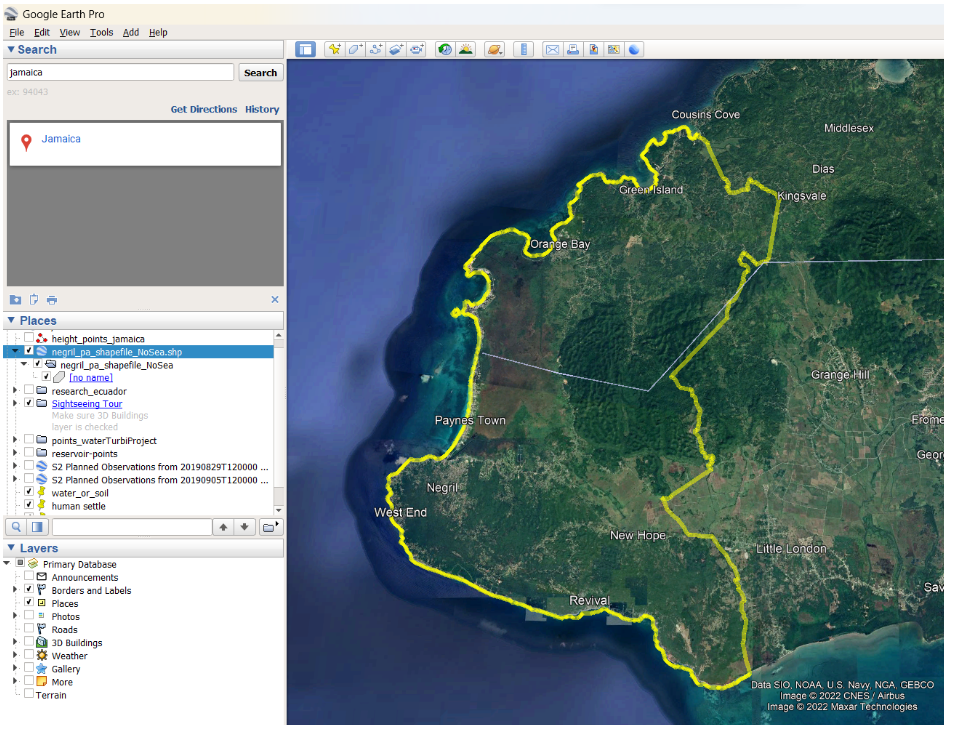 Google Earth Pro
File Edit View Tools Add Help
Search
jamaica
Search
ex: 94043
Get Directions History
Jamaica
Places
height_points_jamaica
negril_pa_shapefile_NoSea.shp
negril_pa_shapefile_NoSea
[no name]
research_ecuador
Sightseeing Tour
Make sure 3D Buildings
layer is checked
points_waterTurbiProject
reservoir-points
S2 Planned Observations from 20190829T120000 ...
S2 Planned Observations from 20190905T120000 ...
water_or_soil
human settle
Layers
Primary Database
Announcements
Borders and Labels
Places
Photos
Roads
3D Buildings
Weather
Gallery
More
Terrain
Cousins Cove
Middlesex
Dias
Green Island
Kingsvale
Orange Bay
Grange Hill
Paynes Town
Frome
Geor
Negril
West End
New Hope
Little London
Sav
Revival
Data SIO, NOAA, U.S. Navy, NGA, GEBCO
Image © 2022 CNES / Airbus
Image © 2022 Maxar Technologies